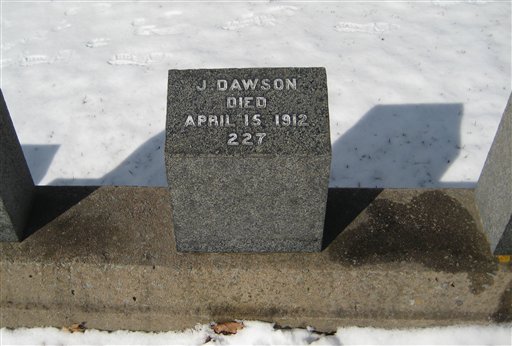 J DAWSON
DIED
APRIL 15 1912
227